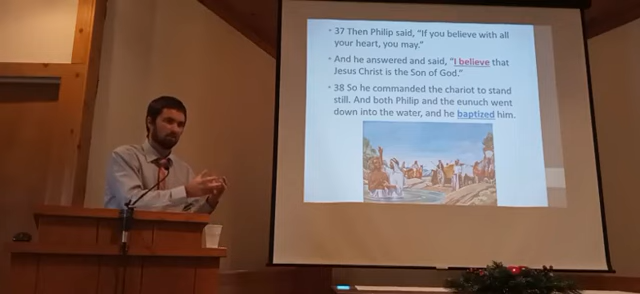 • 37 Then Philip said, “If you believe with all
your heart, you may.”
• And he answered and said, “I believe that
Jesus Christ is the Son of God.”
• 38 So he commanded the chariot to stand
still. And both Philip and the eunuch went
down into the water, and he baptized him.